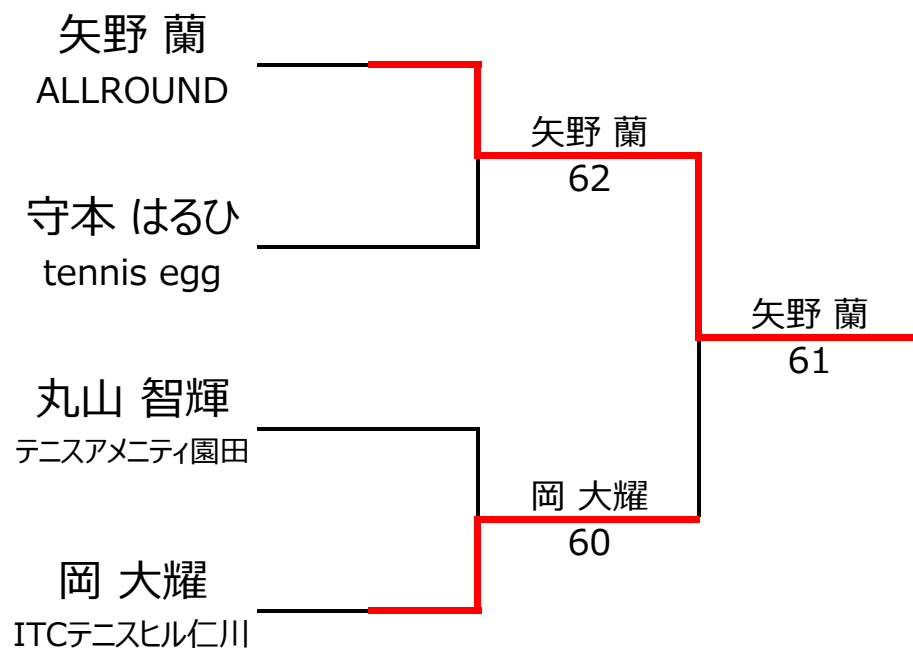 矢野 蘭
ALLROUND
矢野 蘭
62
守本 はるひ
tennis egg
矢野 蘭
61
丸山 智輝
テニスアメニティ園田
岡 大耀
60
岡 大耀
ITCテニスヒル仁川